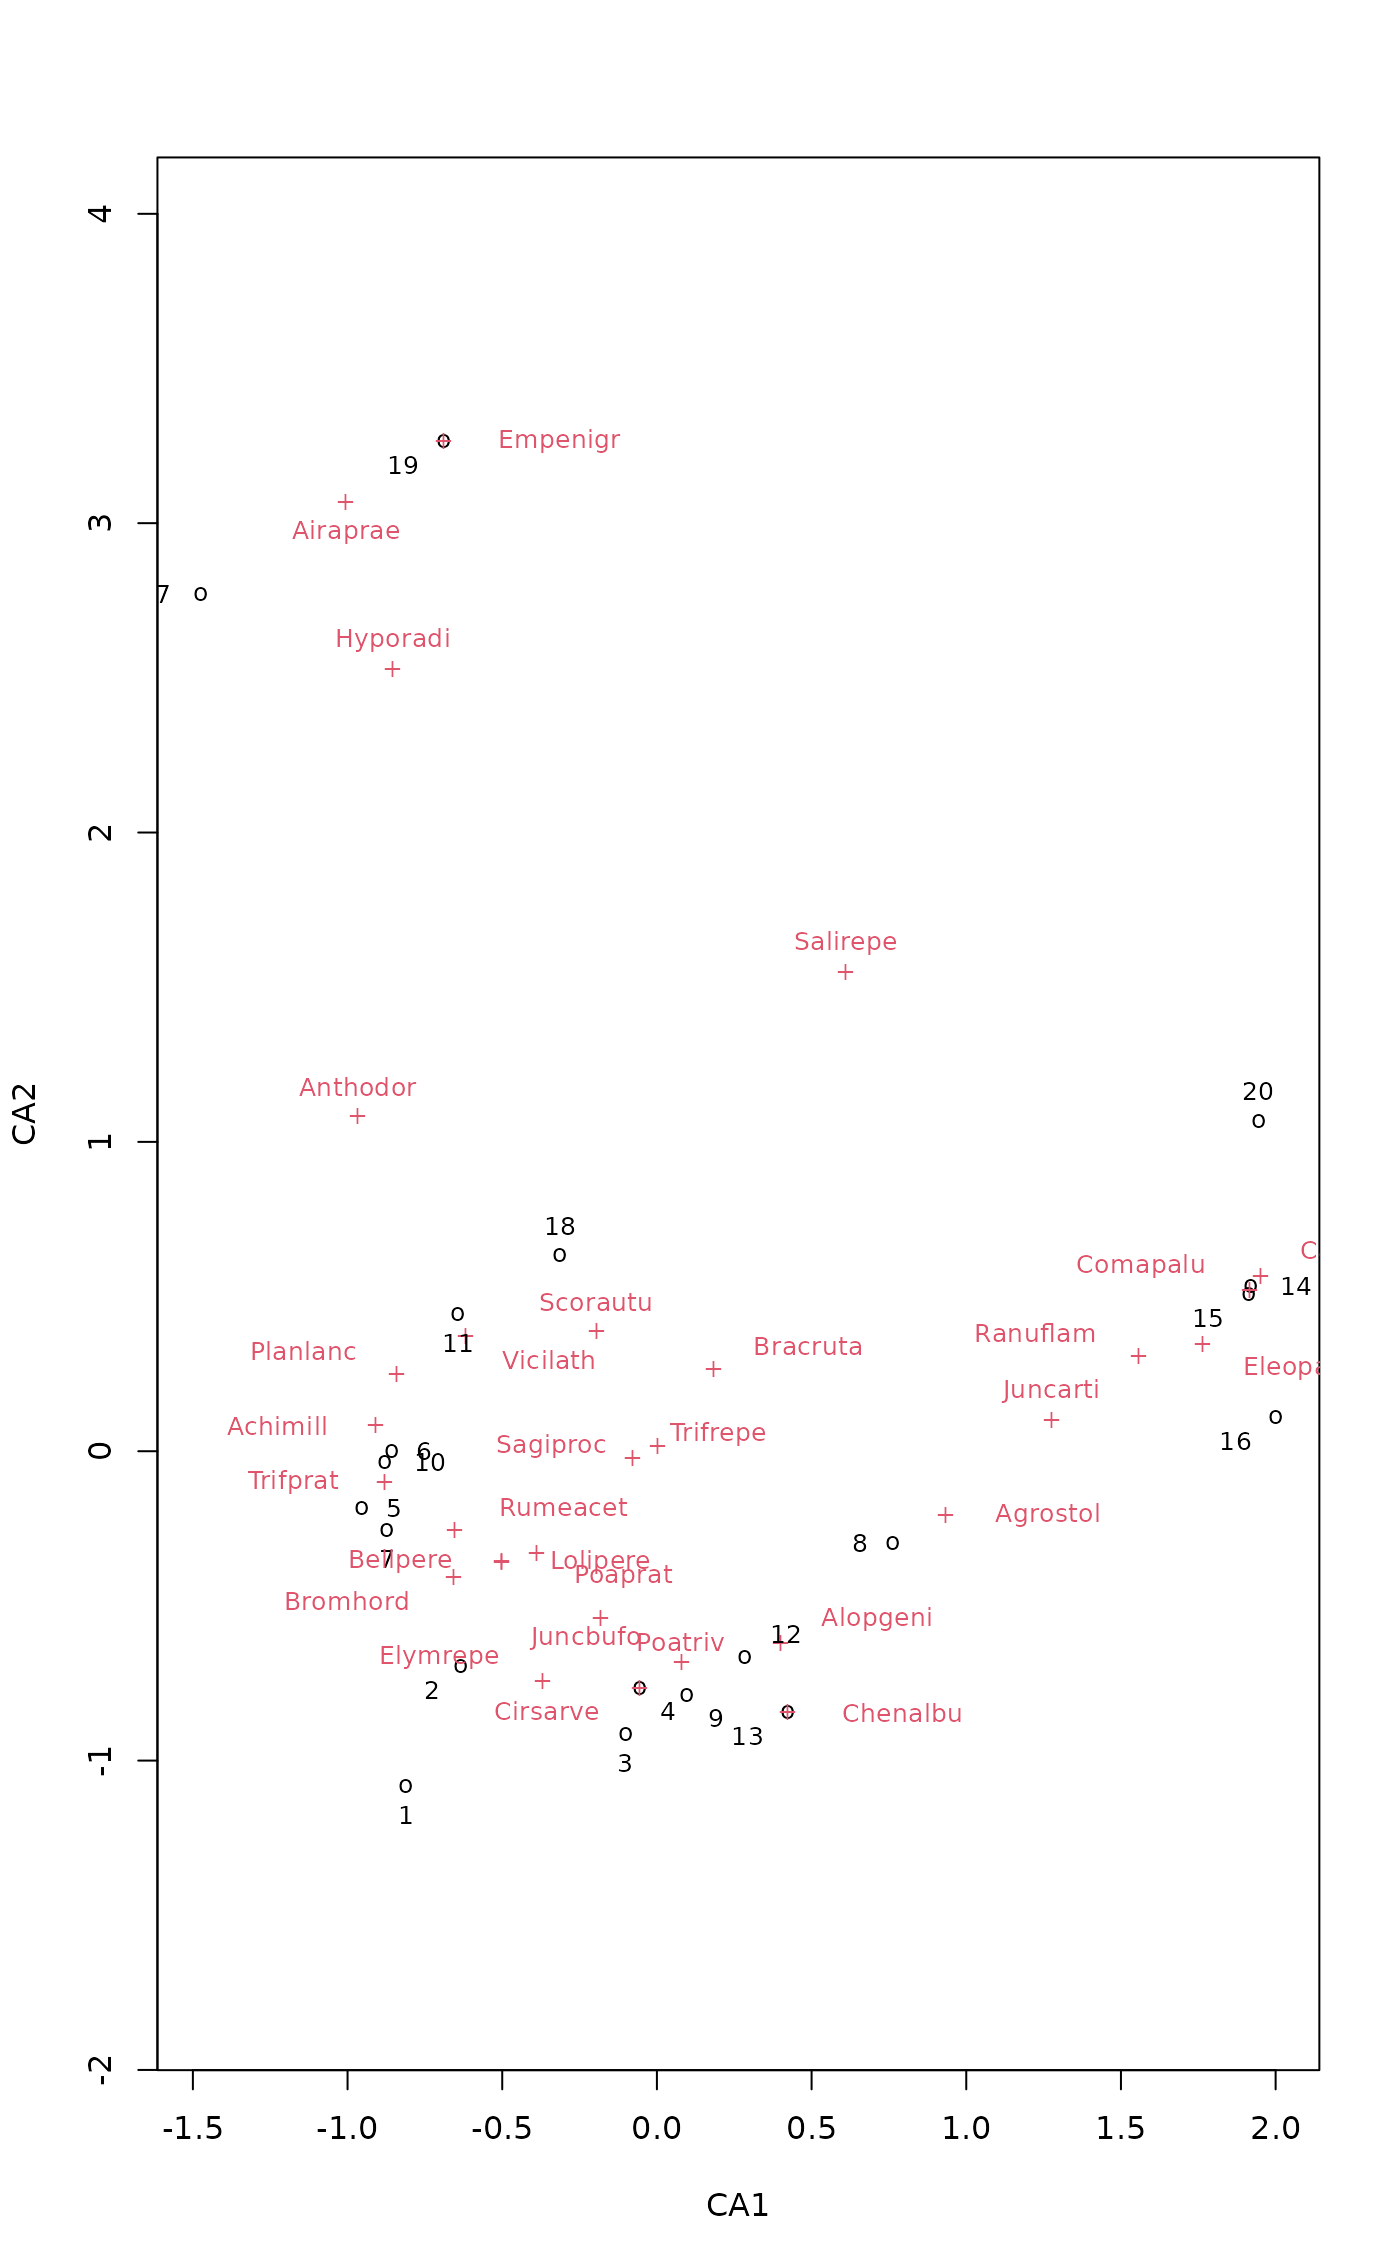 4
Empenigr
19
3
Airaprae
7
Hyporadi
2
Salirepe
Anthodor
20
CA2
1
18
C
Comapalu
14
Scorautu
15
Ranuflam
11
Bracruta
Planlanc
Vicilath
Eleopa
Juncarti
Achimill
Trifrepe
16
Sagiproc
0
6
10
Trifprat
5
Rumeacet
Agrostol
8
7
Bellpere
Lolipere
Poaprat
Bromhord
Alopgeni
12
Juncbufo
Poatriv
Elymrepe
2
Cirsarve
4
9
Chenalbu
13
-1
3
1
-2
-1.5 -1.0 -0.5 0.0 0.5 1.0 1.5 2.0
CA1